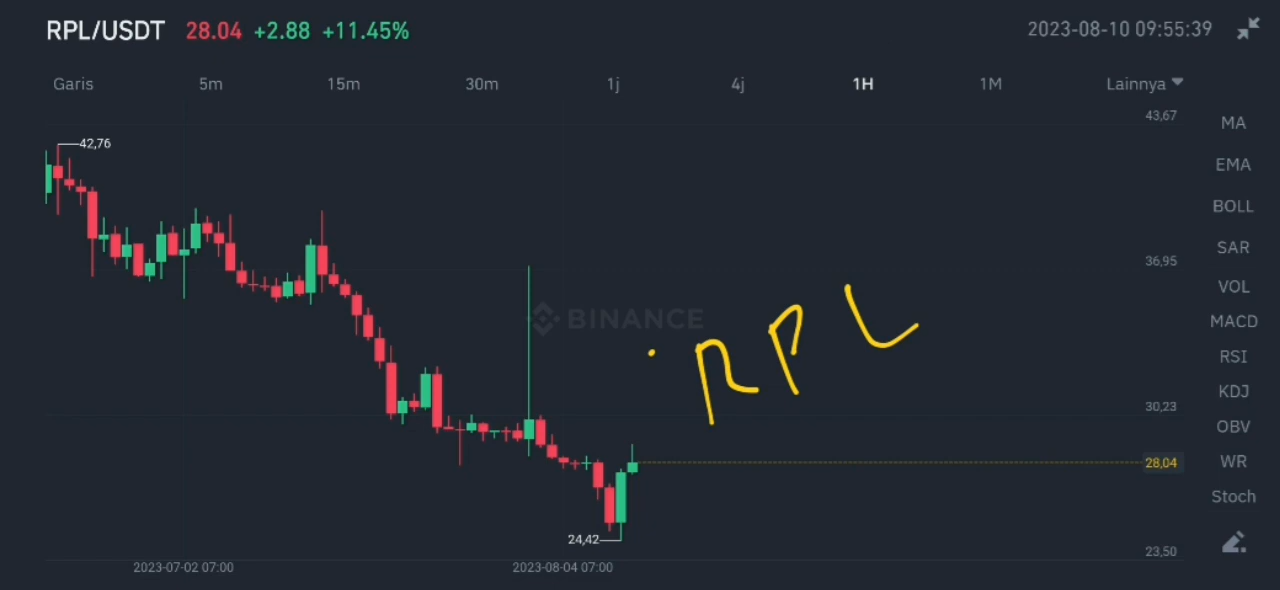 RPL/USDT 28.04 +2.88 +11.45% 2023-08-10 09:55:39
Garis 5m 15m 30m 1j 4j 1H 1M Lainnya
43,67
MA
42,76
EMA
BOLL
SAR
36,95
VOL
RPL
BINANCE
MACD
RSI
KDJ
30,23
OBV
28,04
WR
Stoch
24,42
23,50
2023-07-02 07:00 2023-08-04 07:00